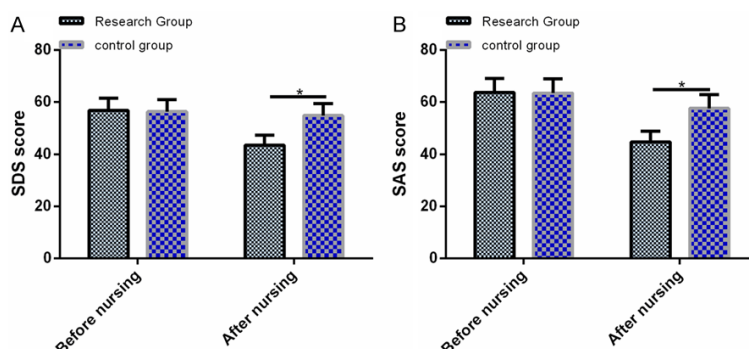 A
Research Group
control group
SDS score
80
60
40
20
0
*
Before nursing
After nursing
B
Research Group
control group
SAS score
80
60
40
20
0
*
Before nursing
After nursing